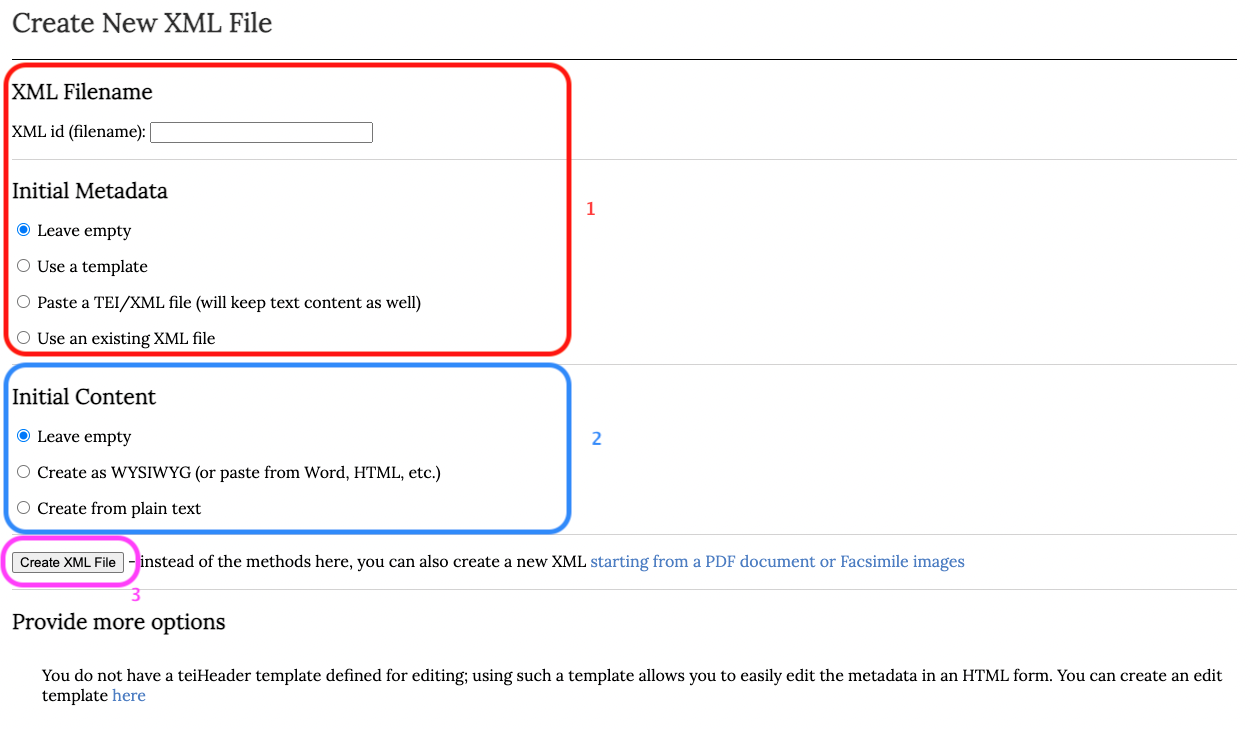 Create New XML File
XML Filename
XML id (filename):
Initial Metadata
1
Leave empty
Use a template
Paste a TEI/XML file (will keep text content as well)
Use an existing XML file
Initial Content
Leave empty
2
Create as WYSIWYG (or paste from Word, HTML, etc.)
Create from plain text
Create XML File - instead of the methods here, you can also create a new XML starting from a PDF document or Facsimile images
3
Provide more options
You do not have a teiHeader template defined for editing; using such a template allows you to easily edit the metadata in an HTML form. You can create an edit
template here